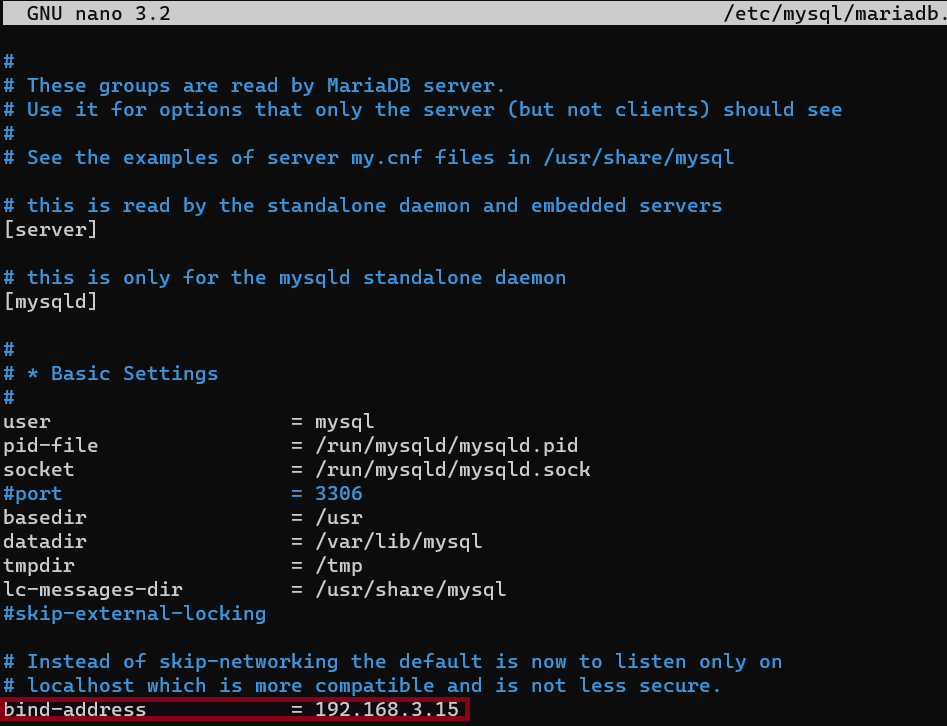 GNU nano 3.2 /etc/mysql/mariadb.
#
# These groups are read by MariaDB server.
# Use it for options that only the server (but not clients) should see
#
# See the examples of server my.cnf files in /usr/share/mysql
# this is read by the standalone daemon and embedded servers
[server]
# this is only for the mysqld standalone daemon
[mysqld]
#
# * Basic Settings
#
user = mysql
pid-file = /run/mysqld/mysqld.pid
socket = /run/mysqld/mysqld.sock
#port = 3306
basedir = /usr
datadir = /var/lib/mysql
tmpdir = /tmp
lc-messages-dir = /usr/share/mysql
#skip-external-locking
# Instead of skip-networking the default is now to listen only on
# localhost which is more compatible and is not less secure.
bind-address = 192.168.3.15